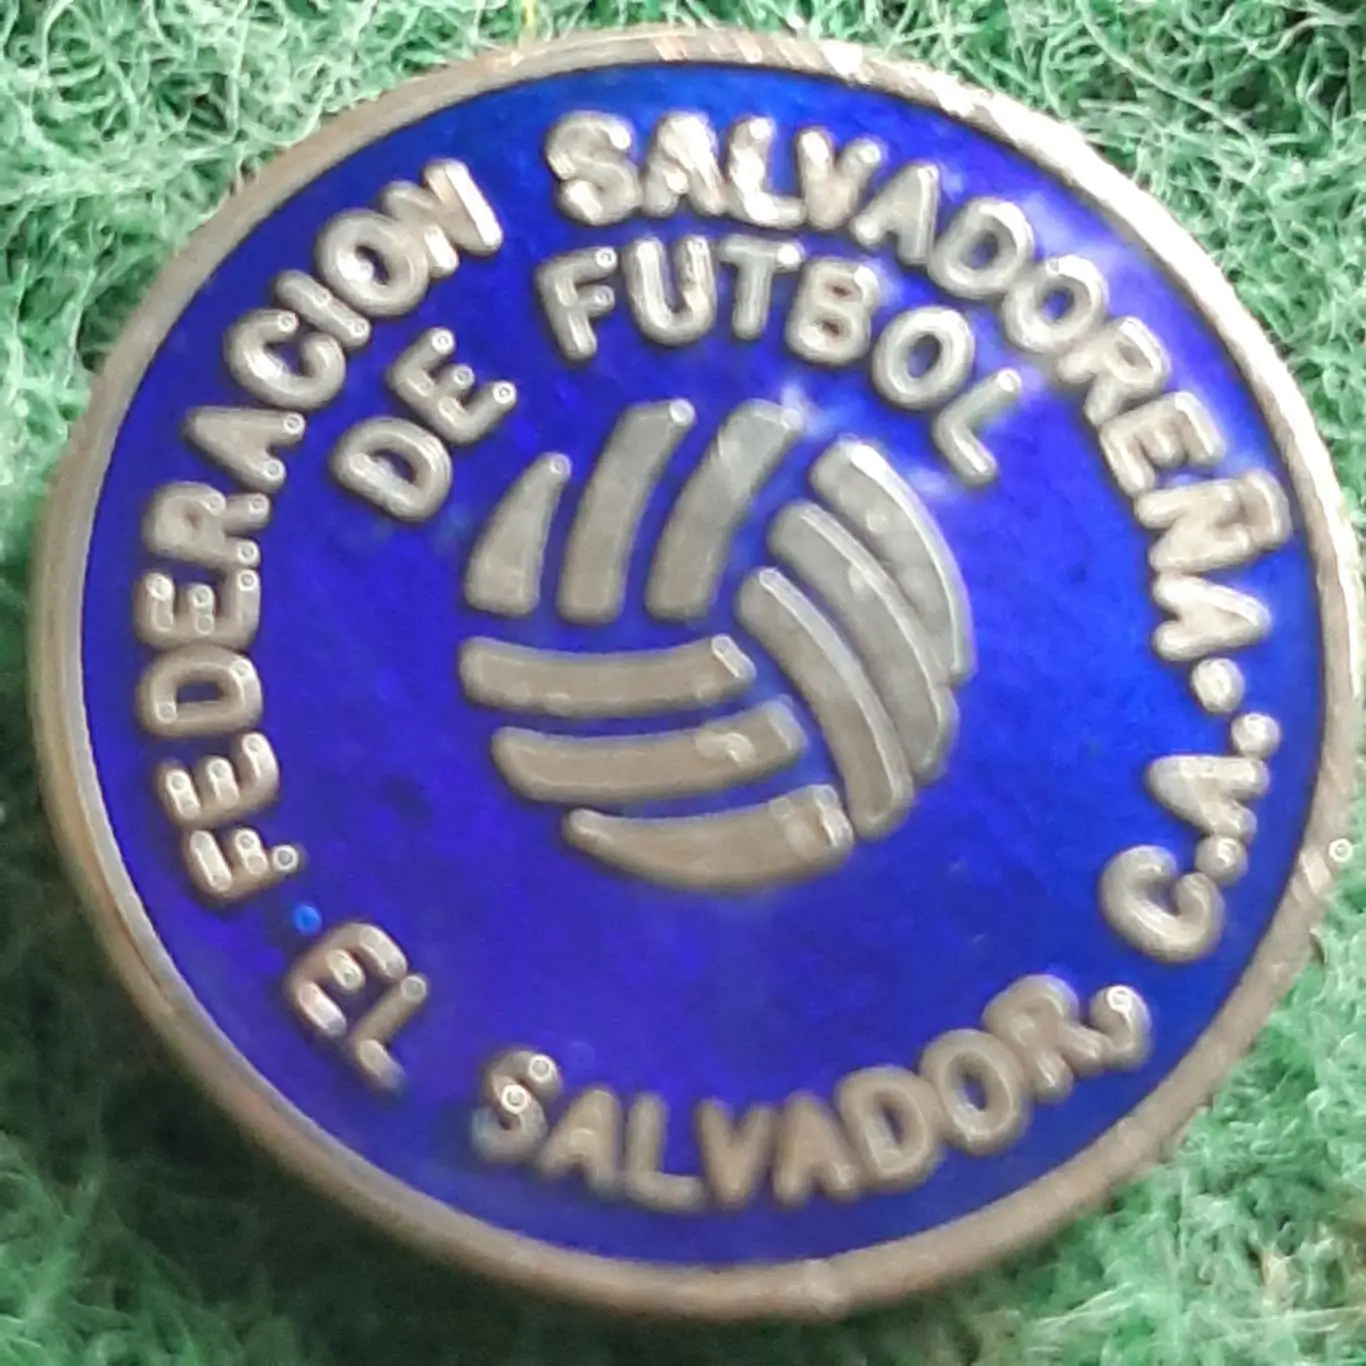 FEDERACION SALVADOREÑA
DE FUTBOL
EL SALVADOR, C.A.